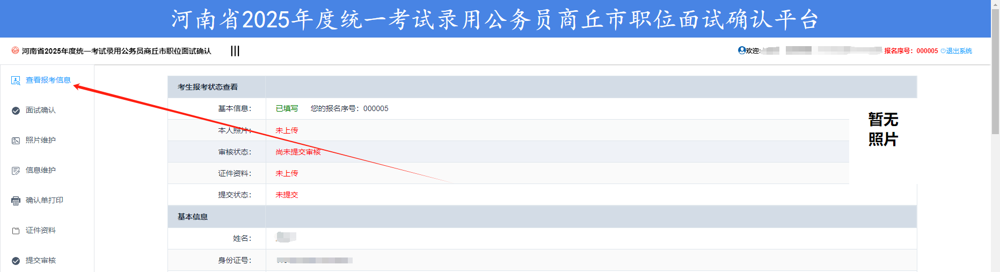 河南省2025年度统一考试录用公务员商丘市职位面试确认平台
河南省2025年度统一考试录用公务员商丘市职位面试确认
欢迎: 报名序号：000005 退出系统
查看报考信息
面试确认
照片维护
信息维护
确认单打印
证件资料
提交审核
考生报考状态查看
基本信息： 已填写 您的报名序号：000005
本人照片： 未上传
审核状态： 尚未提交审核
证件资料： 未上传
提交状态： 未提交
暂无
照片
基本信息
姓名：
身份证号：